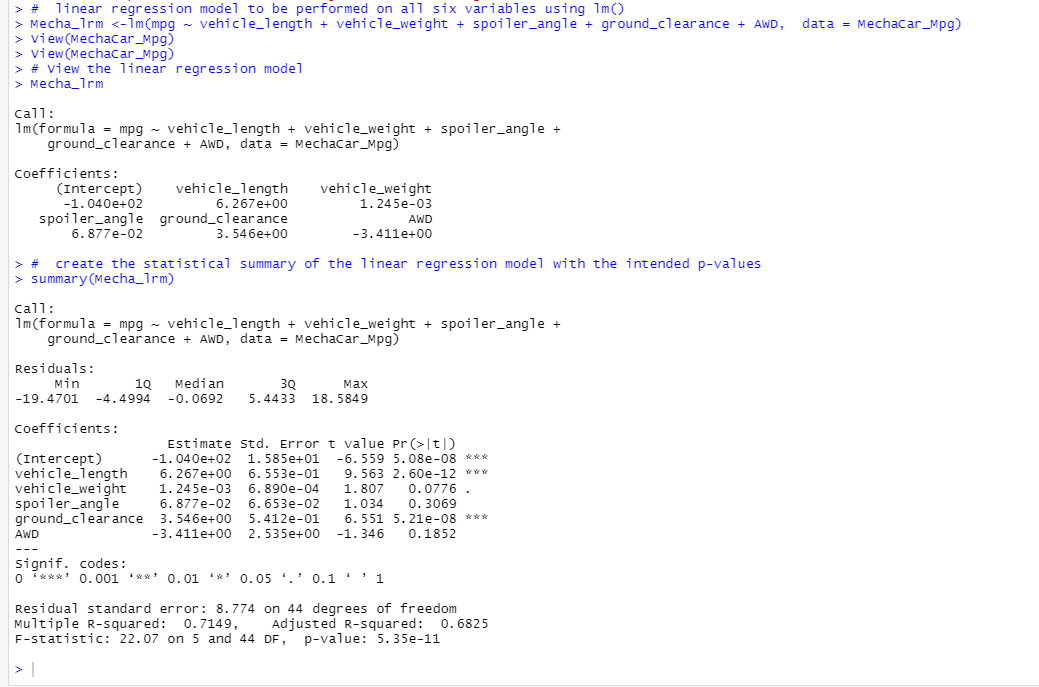 > #  linear regression model to be performed on all six variables using lm()
> Mecha_lrm <-lm(mpg ~ vehicle_length + vehicle_weight + spoiler_angle + ground_clearance + AWD,  data = MechaCar_Mpg)
> View(MechaCar_Mpg)
> View(MechaCar_Mpg)
> # View the linear regression model
> Mecha_lrm
Call:
lm(formula = mpg ~ vehicle_length + vehicle_weight + spoiler_angle +
    ground_clearance + AWD, data = MechaCar_Mpg)
Coefficients:
     (Intercept)    vehicle_length    vehicle_weight
      -1.040e+02         6.267e+00         1.245e-03
   spoiler_angle  ground_clearance               AWD
       6.877e-02         3.546e+00        -3.411e+00
> #  create the statistical summary of the linear regression model with the intended p-values
> summary(Mecha_lrm)
Call:
lm(formula = mpg ~ vehicle_length + vehicle_weight + spoiler_angle +
    ground_clearance + AWD, data = MechaCar_Mpg)
Residuals:
     Min       1Q   Median       3Q      Max
-19.4701  -4.4994  -0.0692   5.4433  18.5849
Coefficients:
                   Estimate Std. Error t value Pr(>|t|)
(Intercept)      -1.040e+02  1.585e+01  -6.559 5.08e-08 ***
vehicle_length    6.267e+00  6.553e-01   9.563 2.60e-12 ***
vehicle_weight    1.245e-03  6.890e-04   1.807   0.0776 .
spoiler_angle     6.877e-02  6.653e-02   1.034   0.3069
ground_clearance  3.546e+00  5.412e-01   6.551 5.21e-08 ***
AWD              -3.411e+00  2.535e+00  -1.346   0.1852
---
Signif. codes:
0 ‘***’ 0.001 ‘**’ 0.01 ‘*’ 0.05 ‘.’ 0.1 ‘ ’ 1
Residual standard error: 8.774 on 44 degrees of freedom
Multiple R-squared:  0.7149,    Adjusted R-squared:  0.6825
F-statistic: 22.07 on 5 and 44 DF,  p-value: 5.35e-11
>